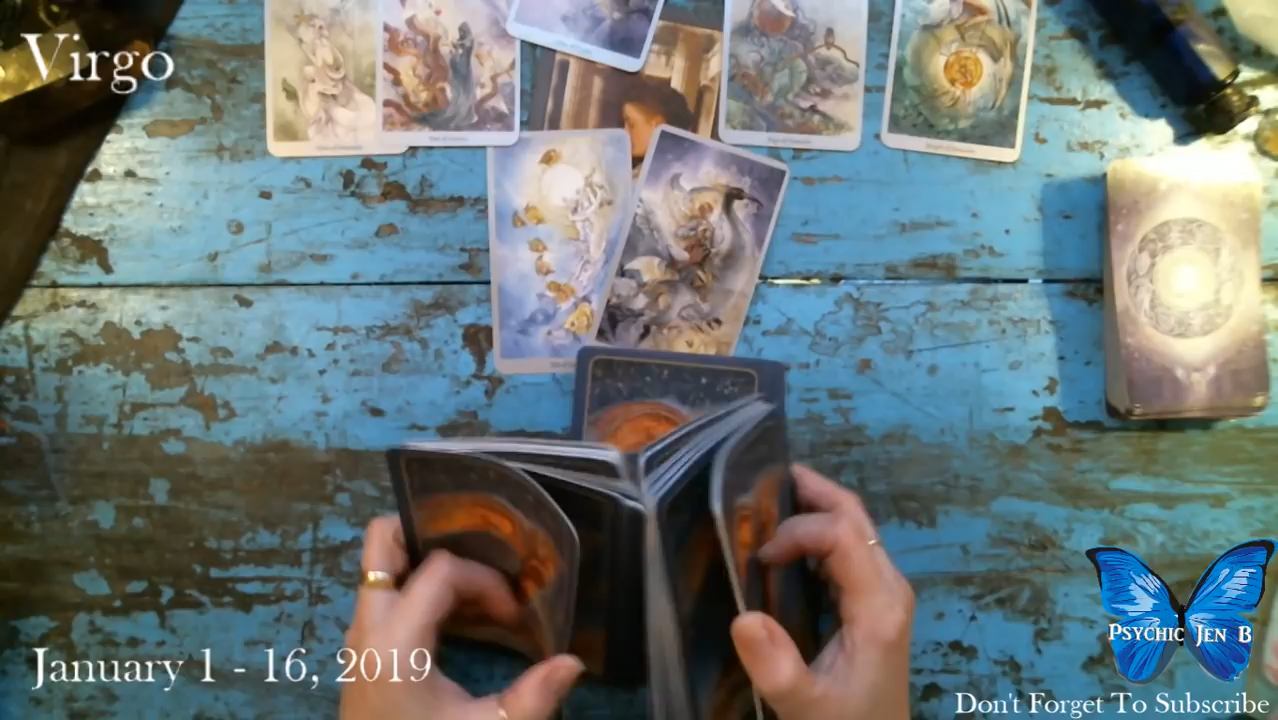 Virgo
January 1 - 16, 2019
Psychic Jen B
Don't Forget To Subscribe